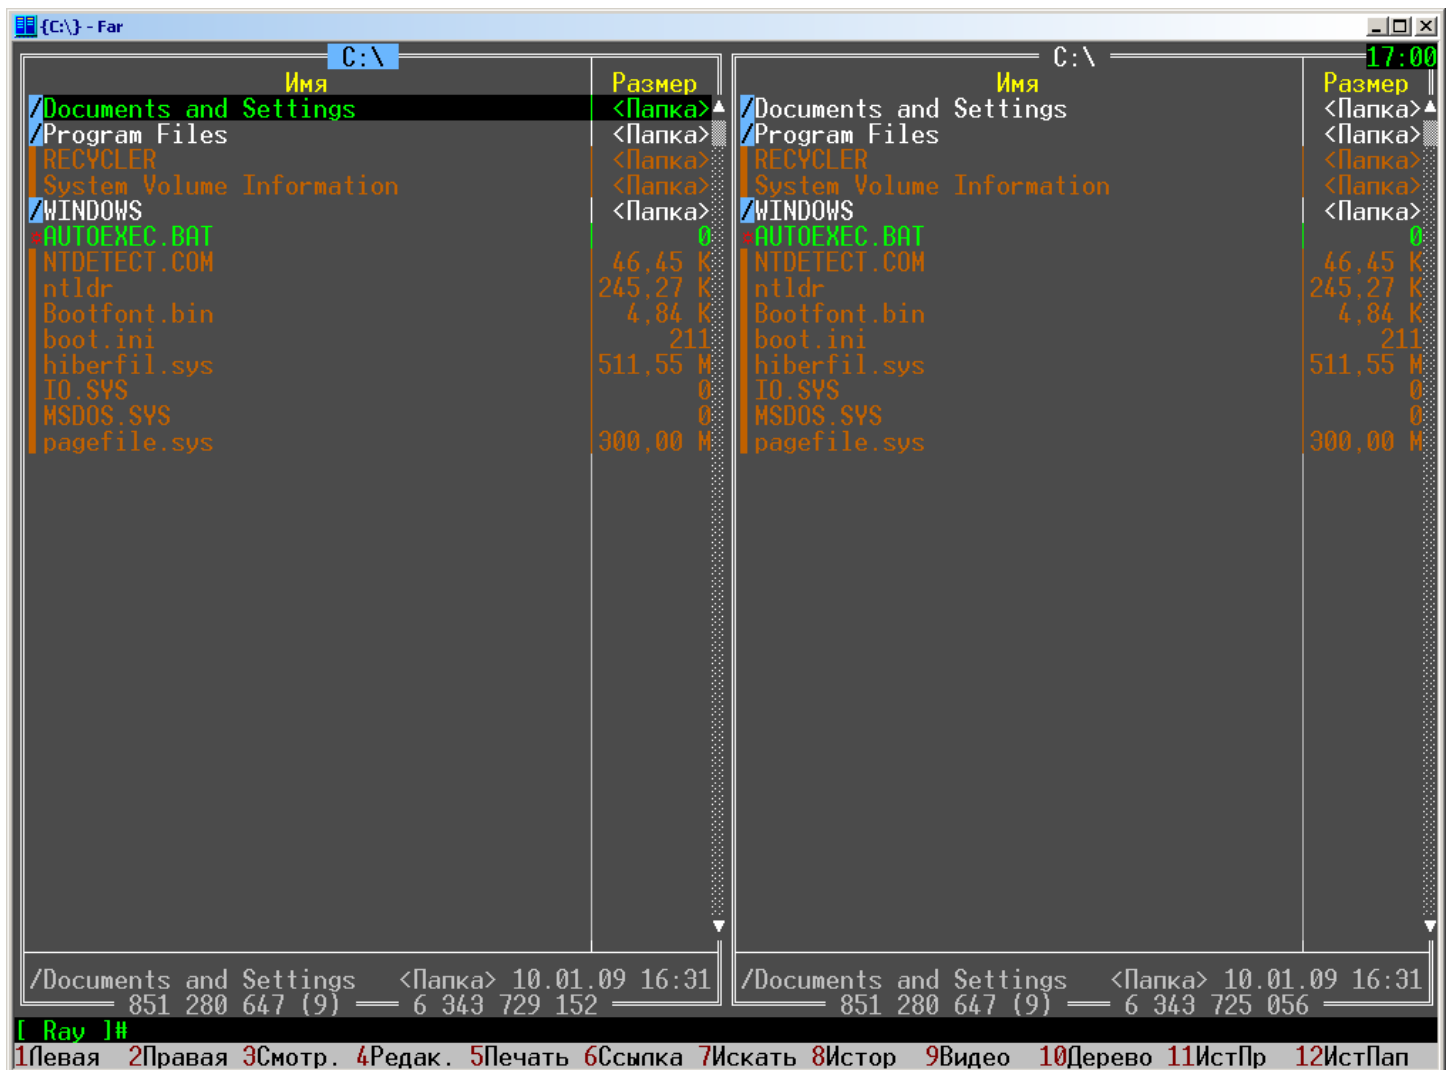 {C:\} - Far
C:\ C:\ 17:00
Имя Размер Имя Размер
/Documents and Settings <Папка> /Documents and Settings <Папка>
/Program Files <Папка> /Program Files <Папка>
RECYCLER <Папка> RECYCLER <Папка>
System Volume Information <Папка> System Volume Information <Папка>
/WINDOWS <Папка> /WINDOWS <Папка>
*AUTOEXEC.BAT 0 *AUTOEXEC.BAT 0
NTDETECT.COM 46,45 K NTDETECT.COM 46,45 K
ntldr 245,27 K ntldr 245,27 K
Bootfont.bin 4,84 K Bootfont.bin 4,84 K
boot.ini 211 boot.ini 211
hiberfil.sys 511,55 M hiberfil.sys 511,55 M
IO.SYS 0 IO.SYS 0
MSDOS.SYS 0 MSDOS.SYS 0
pagefile.sys 300,00 M pagefile.sys 300,00 M
/Documents and Settings <Папка> 10.01.09 16:31 /Documents and Settings <Папка> 10.01.09 16:31
851 280 647 (9) 6 343 729 152 851 280 647 (9) 6 343 725 056
[ Ray ]#
1Левая 2Правая 3Смотр. 4Редак. 5Печать 6Ссылка 7Искать 8Истор 9Видео 10Дерево 11ИстПр 12ИстПап